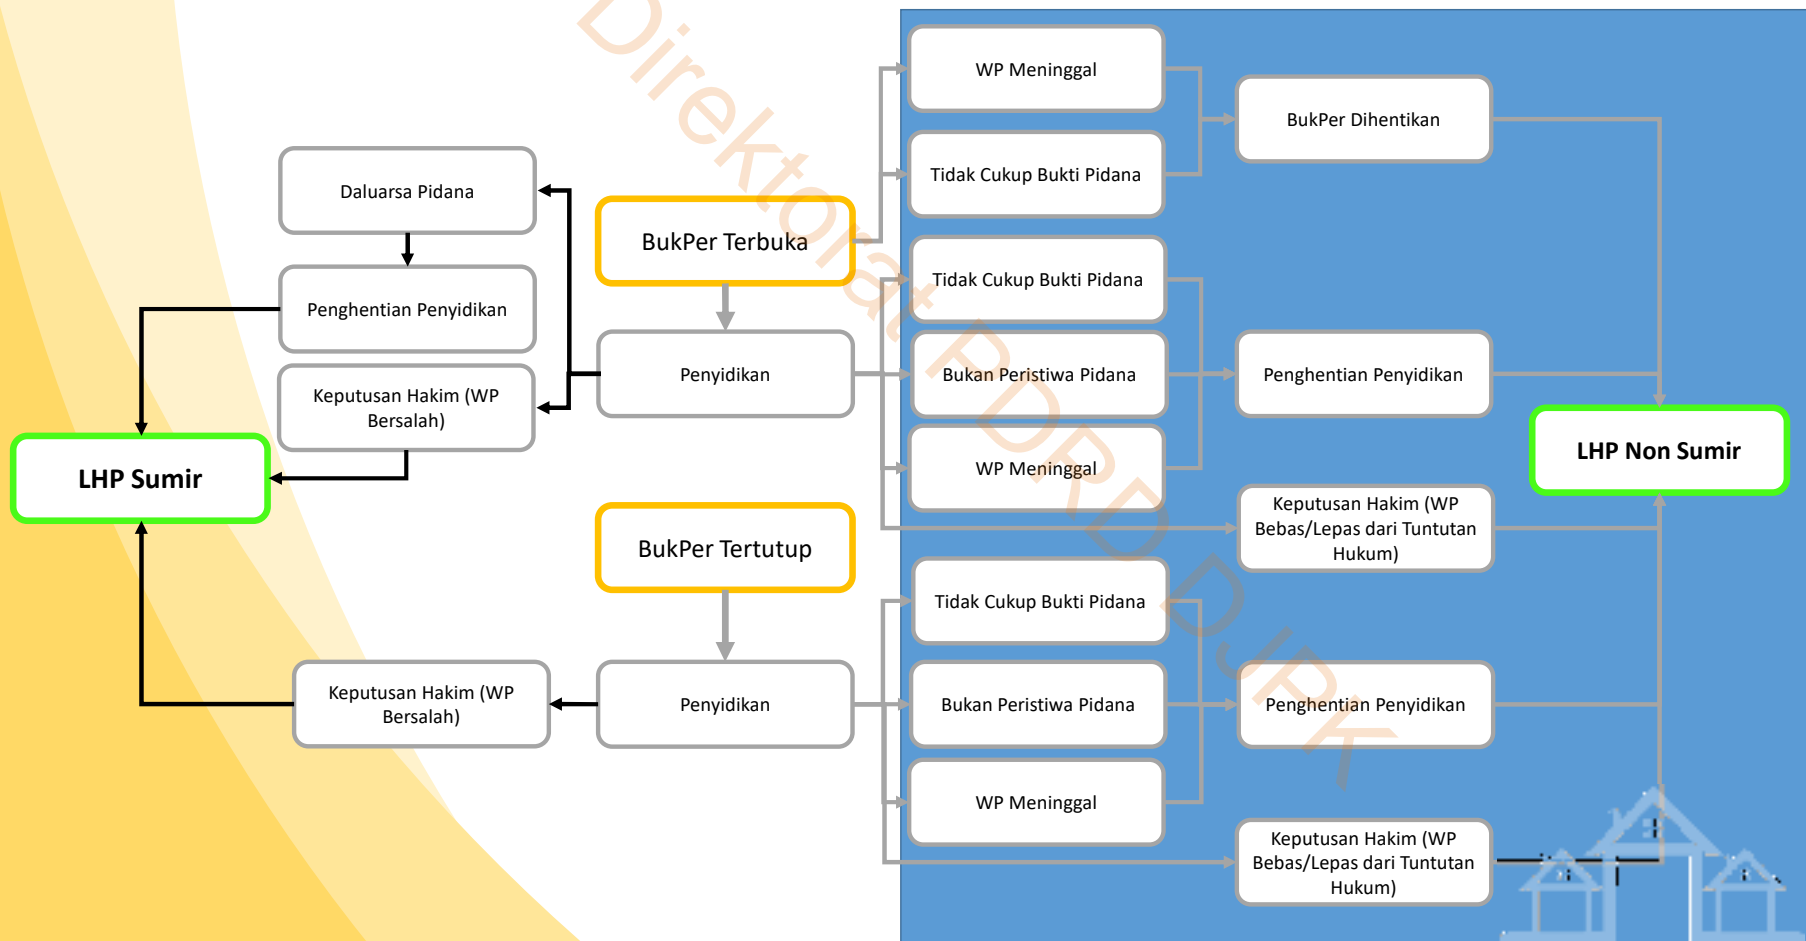 WP Meninggal
BukPer Dihentikan
Tidak Cukup Bukti Pidana
Daluarsa Pidana
BukPer Terbuka
Tidak Cukup Bukti Pidana
Penghentian Penyidikan
Penyidikan
Bukan Peristiwa Pidana
Penghentian Penyidikan
Keputusan Hakim (WP
Bersalah)
WP Meninggal
LHP Sumir
LHP Non Sumir
Keputusan Hakim (WP
Bebas/Lepas dari Tuntutan
Hukum)
BukPer Tertutup
Tidak Cukup Bukti Pidana
Keputusan Hakim (WP
Bersalah)
Penyidikan
Bukan Peristiwa Pidana
Penghentian Penyidikan
WP Meninggal
Keputusan Hakim (WP
Bebas/Lepas dari Tuntutan
Hukum)
Direktorat PDRD DJPK